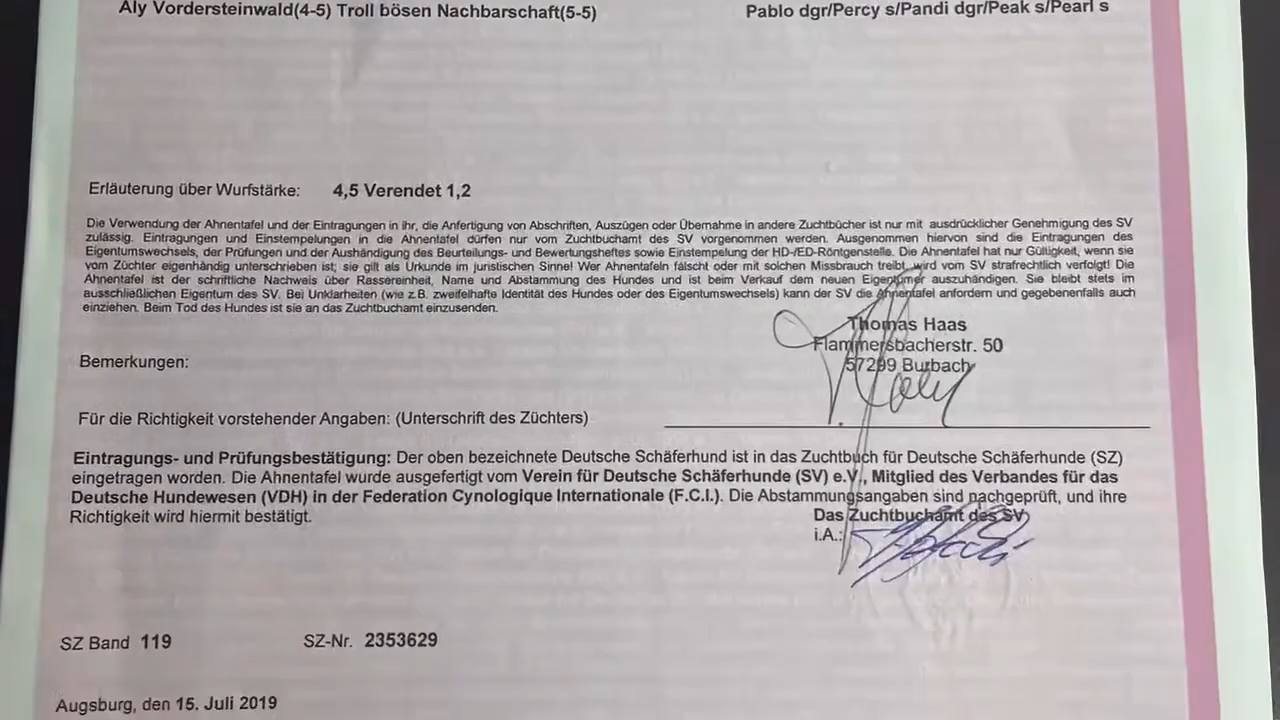 Aly Vordersteinwald(4-5) Troll bösen Nachbarschaft(5-5) Pablo dgr/Percy s/Pandi dgr/Peak s/Pearl s
Erläuterung über Wurfstärke: 4,5 Verendet 1,2
Die Verwendung der Ahnentafel und der Eintragungen in ihr, die Anfertigung von Abschriften, Auszügen oder Übernahme in andere Zuchtbücher ist nur mit ausdrücklicher Genehmigung des SV
zulässig. Eintragungen und Einstempelungen in die Ahnentafel dürfen nur vom Zuchtbuchamt des SV vorgenommen werden. Ausgenommen hiervon sind die Eintragungen des
Eigentumswechsels, der Prüfungen und der Aushändigung des Beurteilungs- und Bewertungsheftes sowie Einstempelung der HD-/ED-Röntgenstelle. Die Ahnentafel hat nur Gültigkeit, wenn sie
vom Züchter eigenhändig unterschrieben ist; sie gilt als Urkunde im juristischen Sinne! Wer Ahnentafeln fälscht oder mit solchen Missbrauch treibt, wird vom SV strafrechtlich verfolgt! Die
Ahnentafel ist der schriftliche Nachweis über Rassereinheit, Name und Abstammung des Hundes und ist beim Verkauf dem neuen Eigentümer auszuhändigen. Sie bleibt stets im
ausschließlichen Eigentum des SV. Bei Unklarheiten (wie z.B. zweifelhafte Identität des Hundes oder des Eigentumswechsels) kann der SV die Ahnentafel anfordern und gegebenenfalls auch
einziehen. Beim Tod des Hundes ist sie an das Zuchtbuchamt einzusenden.
Thomas Haas
Flammersbacherstr. 50
57299 Burbach
Bemerkungen:
Für die Richtigkeit vorstehender Angaben: (Unterschrift des Züchters)
Eintragungs- und Prüfungsbestätigung: Der oben bezeichnete Deutsche Schäferhund ist in das Zuchtbuch für Deutsche Schäferhunde (SZ)
eingetragen worden. Die Ahnentafel wurde ausgefertigt vom Verein für Deutsche Schäferhunde (SV) e.V., Mitglied des Verbandes für das
Deutsche Hundewesen (VDH) in der Federation Cynologique Internationale (F.C.I.). Die Abstammungsangaben sind nachgeprüft, und ihre
Richtigkeit wird hiermit bestätigt.
Das Zuchtbuchamt des SV
i.A.:
SZ Band 119 SZ-Nr. 2353629
Augsburg, den 15. Juli 2019